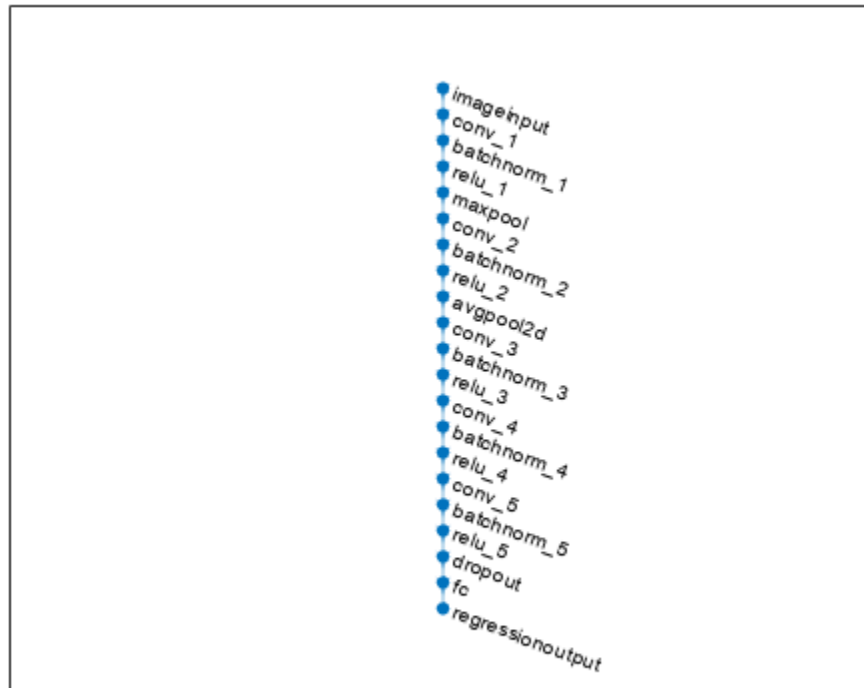 imageinput
conv_1
batchnorm_1
relu_1
maxpool
conv_2
batchnorm_2
relu_2
avgpool2d
conv_3
batchnorm_3
relu_3
conv_4
batchnorm_4
relu_4
conv_5
batchnorm_5
relu_5
dropout
fc
regressionoutput